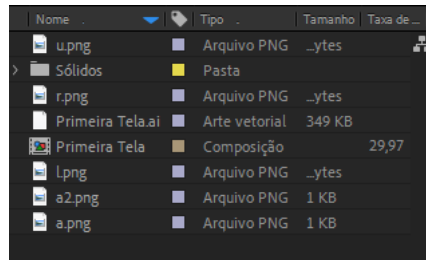 Nome Tipo Tamanho Taxa de ...
u.png Arquivo PNG ...ytes
Sólidos Pasta
r.png Arquivo PNG ...ytes
Primeira Tela.ai Arte vetorial 349 KB
Primeira Tela Composição 29,97
l.png Arquivo PNG ...ytes
a2.png Arquivo PNG 1 KB
a.png Arquivo PNG 1 KB